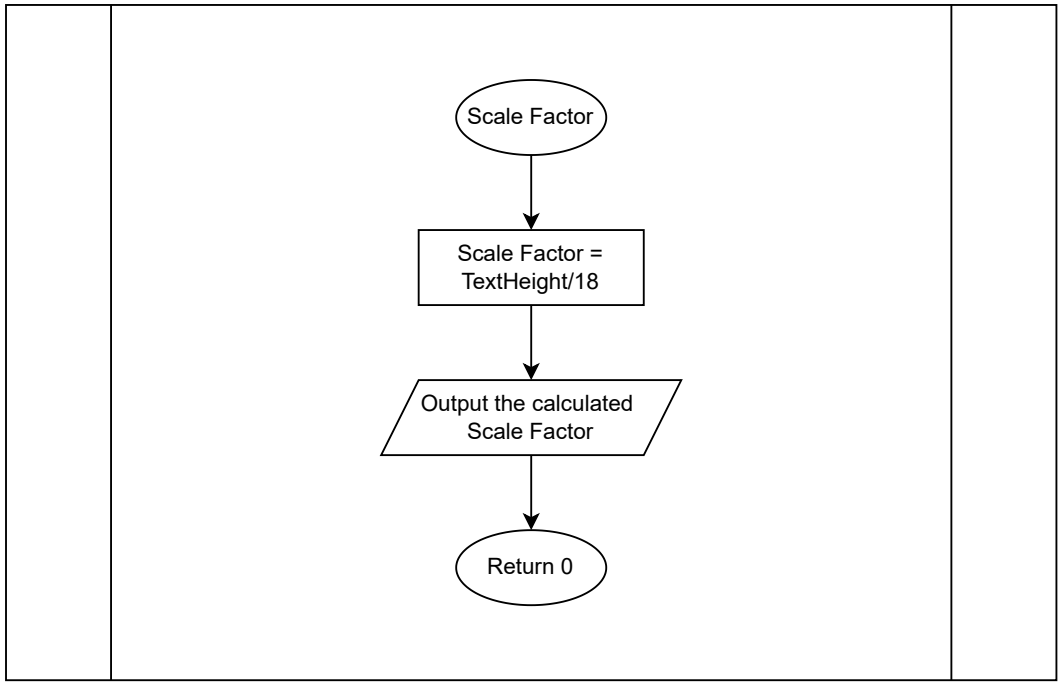 Scale Factor
Scale Factor =
TextHeight/18
Output the calculated
Scale Factor
Return 0